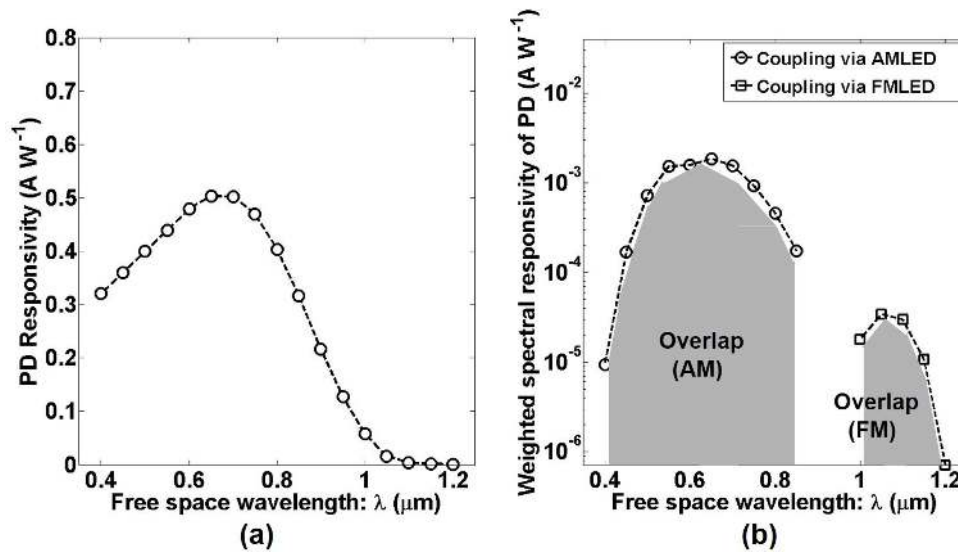 0.8
0.7
0.6
0.5
0.4
0.3
0.2
0.1
0
PD Responsivity (A W⁻¹)
0.4 0.6 0.8 1 1.2
Free space wavelength: λ (μm)
(a)
Weighted spectral responsivity of PD (A W⁻¹)
10⁻²
10⁻³
10⁻⁴
10⁻⁵
10⁻⁶
Coupling via AMLED
Coupling via FMLED
Overlap
(AM)
Overlap
(FM)
0.4 0.6 0.8 1 1.2
Free space wavelength: λ (μm)
(b)